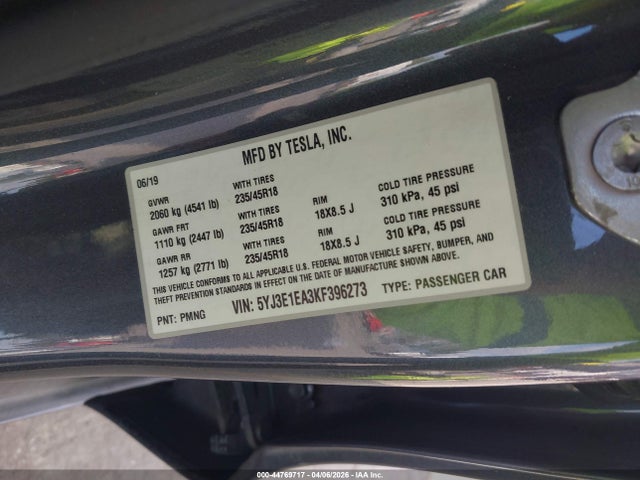 MFD BY TESLA, INC.
06/19
GVWR
2060 kg (4541 lb)
WITH TIRES
235/45R18
GAWR FRT
1110 kg (2447 lb)
WITH TIRES
235/45R18
RIM
18X8.5 J
COLD TIRE PRESSURE
310 kPa, 45 psi
GAWR RR
1257 kg (2771 lb)
WITH TIRES
235/45R18
RIM
18X8.5 J
COLD TIRE PRESSURE
310 kPa, 45 psi
THIS VEHICLE CONFORMS TO ALL APPLICABLE U.S. FEDERAL MOTOR VEHICLE SAFETY, BUMPER, AND
THEFT PREVENTION STANDARDS IN EFFECT ON THE DATE OF MANUFACTURE SHOWN ABOVE.
PNT: PMNG
VIN: 5YJ3E1EA3KF396273
TYPE: PASSENGER CAR
000-44769717 - 04/06/2026 - IAA Inc.